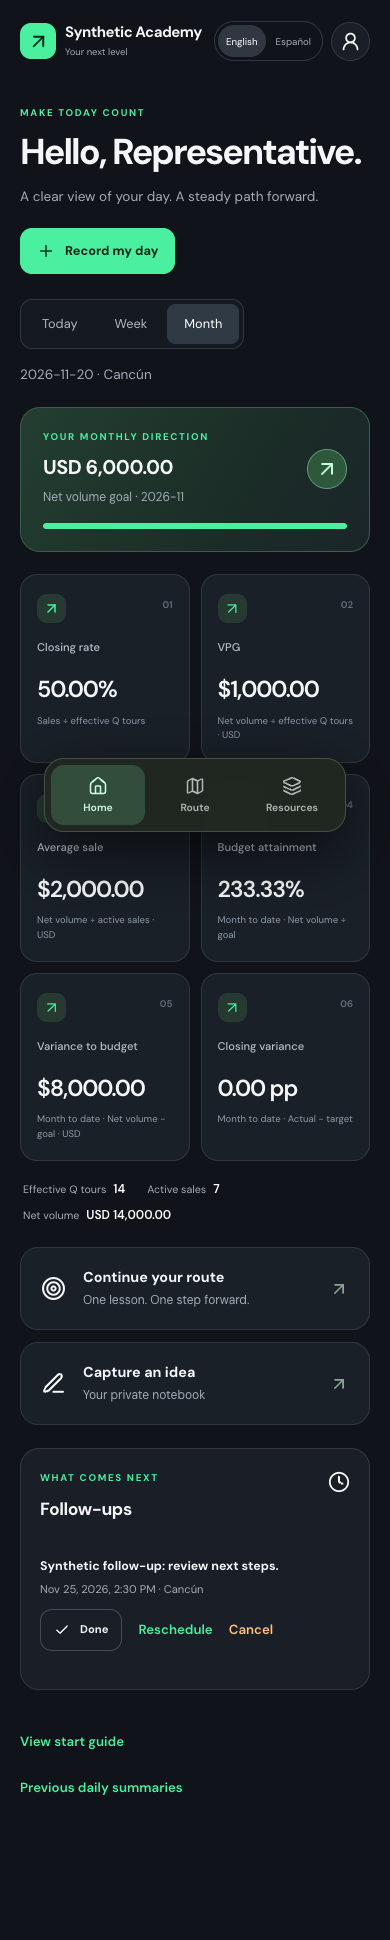 Synthetic Academy
Your next level
English
Español
MAKE TODAY COUNT
Hello, Representative.
A clear view of your day. A steady path forward.
Record my day
Today
Week
Month
2026-11-20 · Cancún
YOUR MONTHLY DIRECTION
USD 6,000.00
Net volume goal · 2026-11
01
Closing rate
50.00%
Sales ÷ effective Q tours
02
VPG
$1,000.00
Net volume ÷ effective Q tours
· USD
Home
Route
Resources
Average sale
$2,000.00
Net volume ÷ active sales ·
USD
4
Budget attainment
233.33%
Month to date · Net volume ÷
goal
05
Variance to budget
$8,000.00
Month to date · Net volume −
goal · USD
06
Closing variance
0.00 pp
Month to date · Actual − target
Effective Q tours 14
Active sales 7
Net volume USD 14,000.00
Continue your route
One lesson. One step forward.
Capture an idea
Your private notebook
WHAT COMES NEXT
Follow-ups
Synthetic follow-up: review next steps.
Nov 25, 2026, 2:30 PM · Cancún
Done
Reschedule
Cancel
View start guide
Previous daily summaries